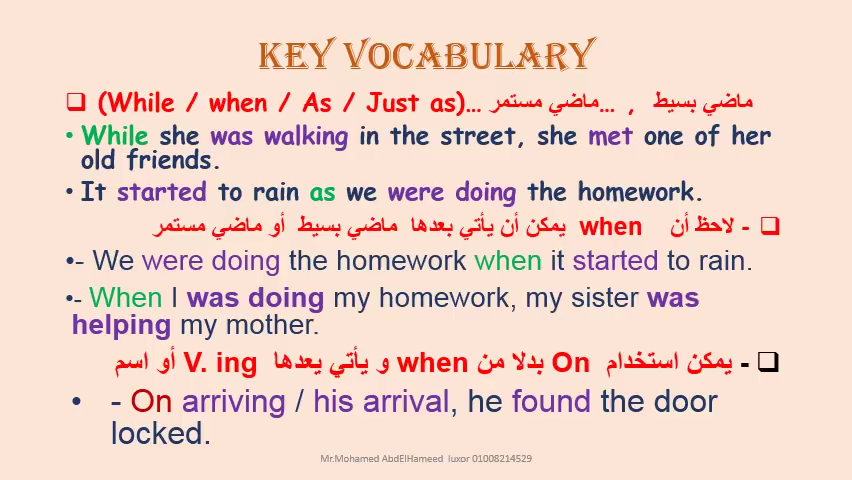 KEY VOCABULARY
❑ (While / when / As / Just as)… ماضي مستمر… , ماضي بسيط
• While she was walking in the street, she met one of her
old friends.
• It started to rain as we were doing the homework.
❑ - لاحظ أن when يمكن أن يأتي بعدها ماضي بسيط أو ماضي مستمر
•- We were doing the homework when it started to rain.
•- When I was doing my homework, my sister was
helping my mother.
❑ - يمكن استخدام On بدلا من when و يأتي يعدها V. ing أو اسم
• - On arriving / his arrival, he found the door
locked.
Mr.Mohamed AbdElHameed luxor 01008214529